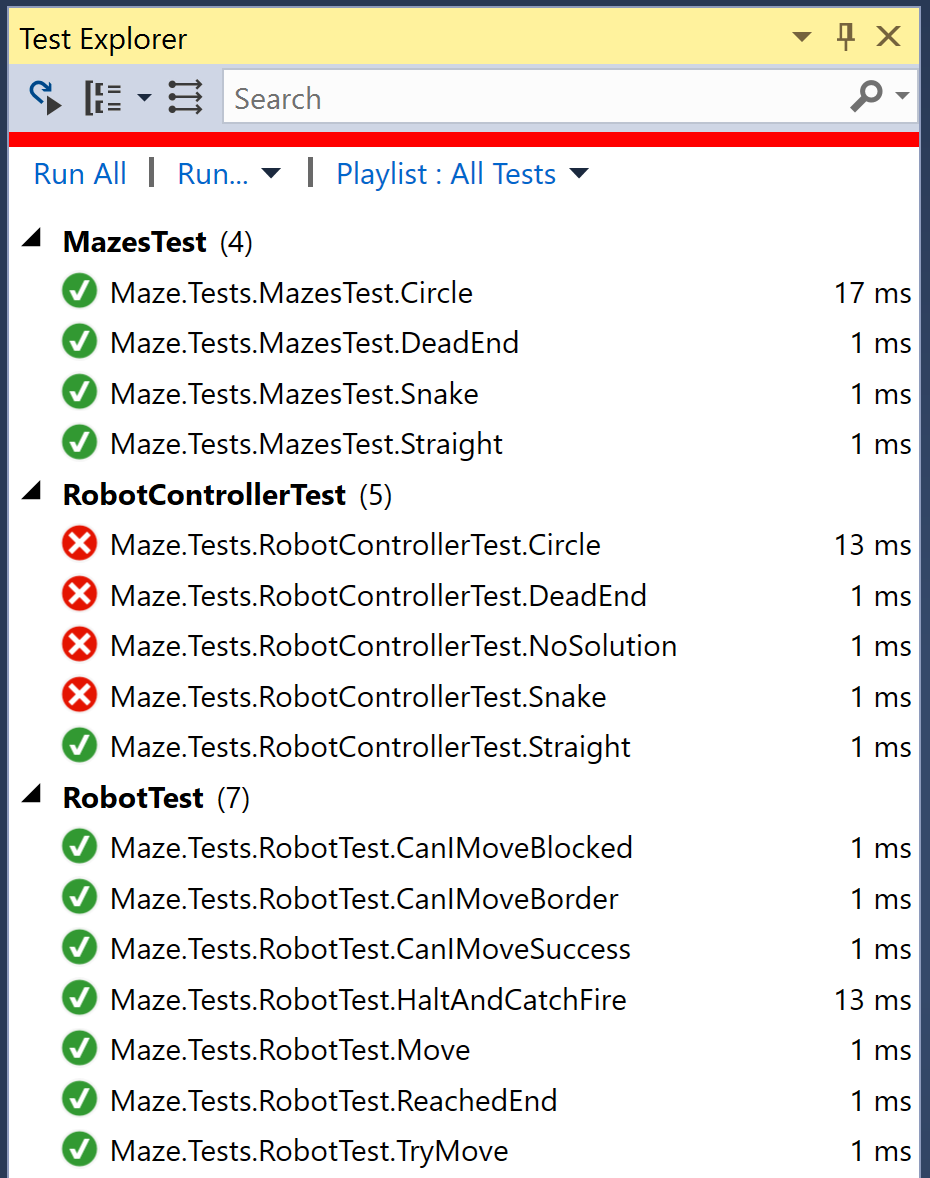 Test Explorer
Search
Run All | Run... | Playlist : All Tests
MazesTest (4)
Maze.Tests.MazesTest.Circle 17 ms
Maze.Tests.MazesTest.DeadEnd 1 ms
Maze.Tests.MazesTest.Snake 1 ms
Maze.Tests.MazesTest.Straight 1 ms
RobotControllerTest (5)
Maze.Tests.RobotControllerTest.Circle 13 ms
Maze.Tests.RobotControllerTest.DeadEnd 1 ms
Maze.Tests.RobotControllerTest.NoSolution 1 ms
Maze.Tests.RobotControllerTest.Snake 1 ms
Maze.Tests.RobotControllerTest.Straight 1 ms
RobotTest (7)
Maze.Tests.RobotTest.CanIMoveBlocked 1 ms
Maze.Tests.RobotTest.CanIMoveBorder 1 ms
Maze.Tests.RobotTest.CanIMoveSuccess 1 ms
Maze.Tests.RobotTest.HaltAndCatchFire 13 ms
Maze.Tests.RobotTest.Move 1 ms
Maze.Tests.RobotTest.ReachedEnd 1 ms
Maze.Tests.RobotTest.TryMove 1 ms